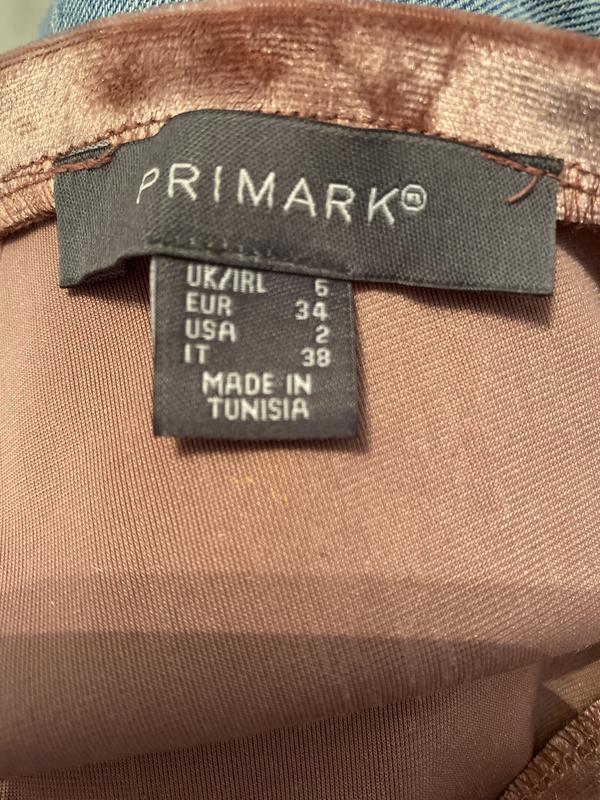 PRIMARK®
UK/IRL 6
EUR 34
USA 2
IT 38
MADE IN
TUNISIA